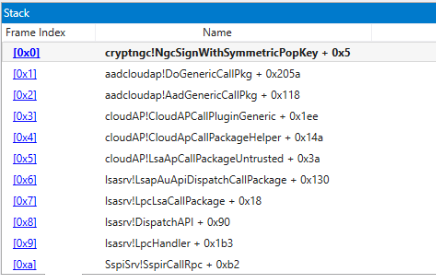 Stack
Frame Index Name
[0x0] cryptngc!NgcSignWithSymmetricPopKey + 0x5
[0x1] aadcloudap!DoGenericCallPkg + 0x205a
[0x2] aadcloudap!AadGenericCallPkg + 0x118
[0x3] cloudAP!CloudAPCallPluginGeneric + 0x1ee
[0x4] cloudAP!CloudApCallPackageHelper + 0x14a
[0x5] cloudAP!LsaApCallPackageUntrusted + 0x3a
[0x6] lsasrv!LsapAuApiDispatchCallPackage + 0x130
[0x7] lsasrv!LpcLsaCallPackage + 0x18
[0x8] lsasrv!DispatchAPI + 0x90
[0x9] lsasrv!LpcHandler + 0x1b3
[0xa] SspiSrv!SspirCallRpc + 0xb2